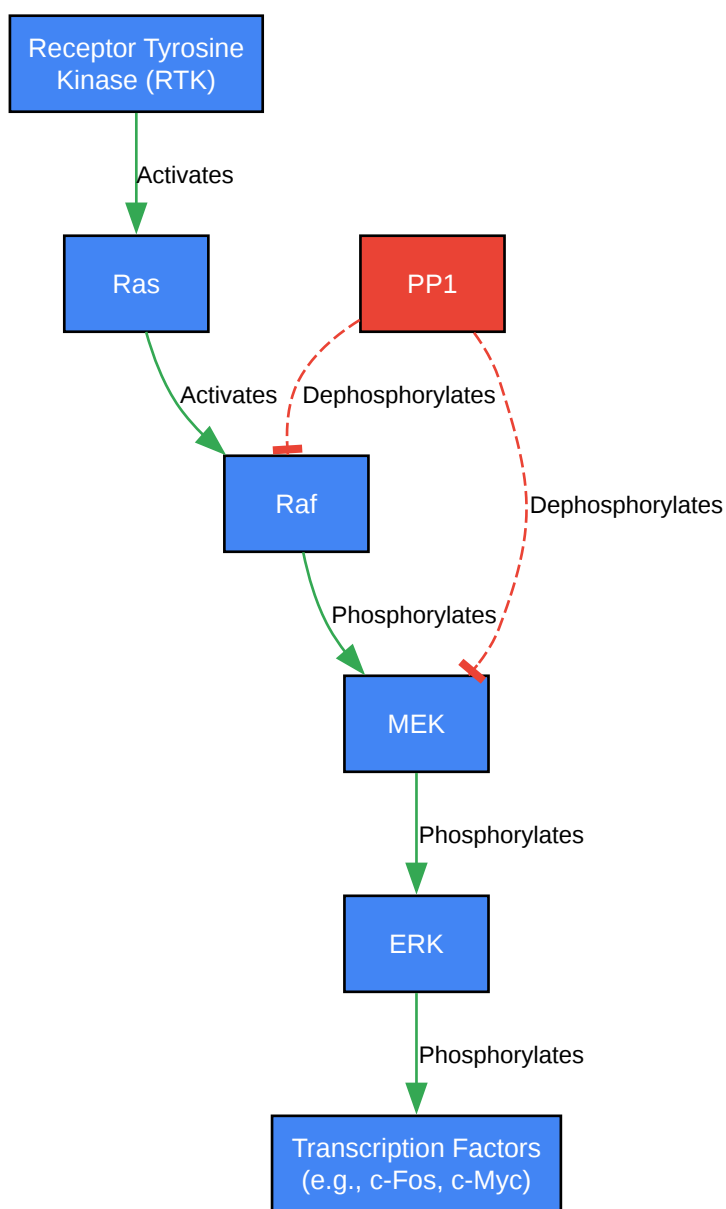 Receptor Tyrosine
Kinase (RTK)
Activates
Ras
PP1
Activates
Dephosphorylates
Raf
Dephosphorylates
Phosphorylates
MEK
Phosphorylates
ERK
Phosphorylates
Transcription Factors
(e.g., c-Fos, c-Myc)